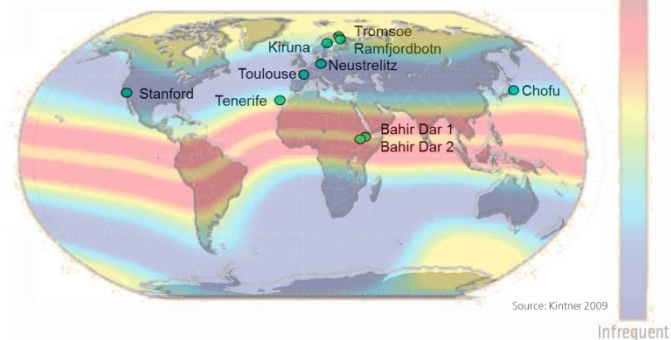 Tromsoe
Kiruna
Ramfjordbotn
Neustrelitz
Toulouse
Stanford
Tenerife
Chofu
Bahir Dar 1
Bahir Dar 2
Source: Kintner 2009
Infrequent